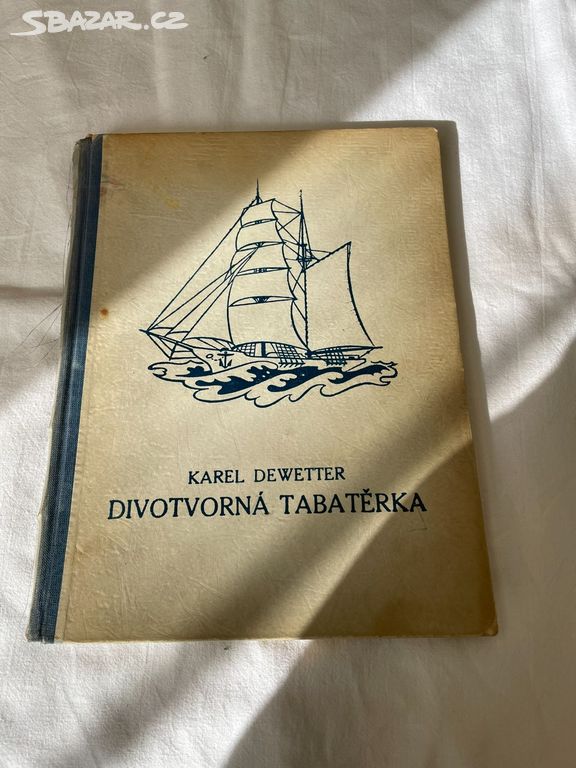 SBAZAR.CZ
KAREL DEWETTER
DIVOTVORNÁ TABATĚRKA